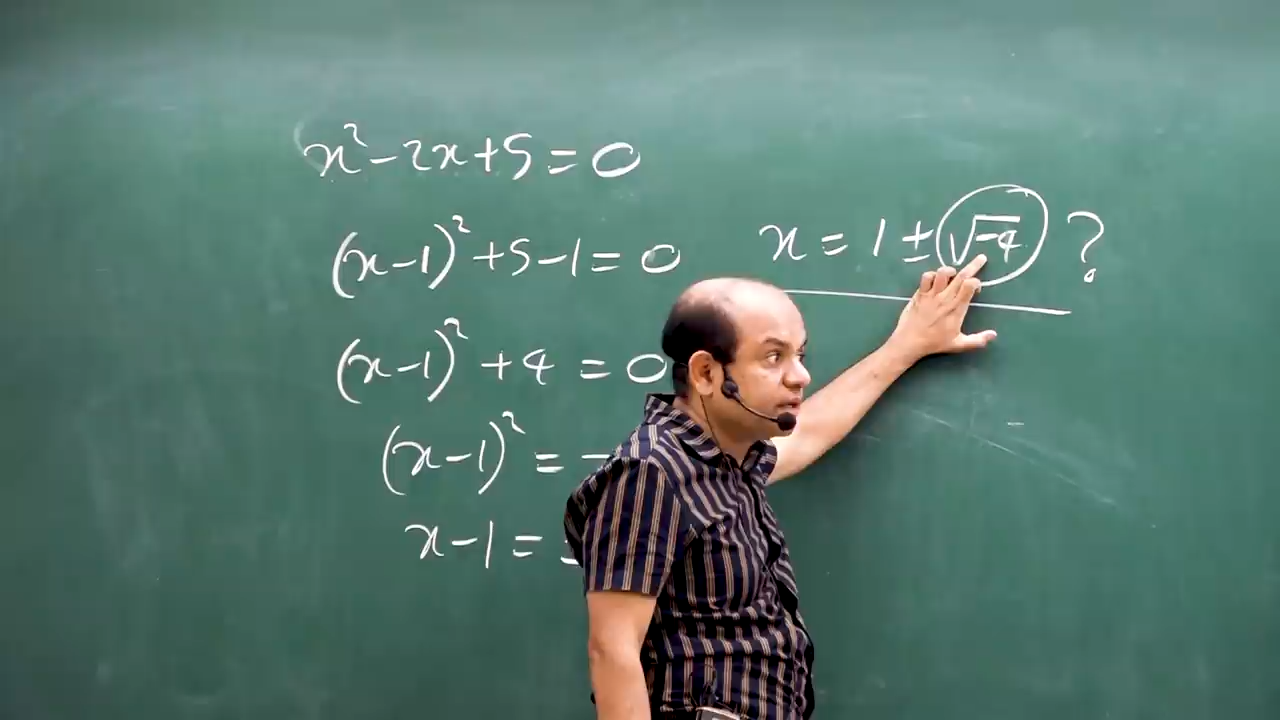 x² - 2x + 5 = 0
(x - 1)² + 5 - 1 = 0
(x - 1)² + 4 = 0
(x - 1)² = -
x - 1 =
x = 1 ± √-4 ?